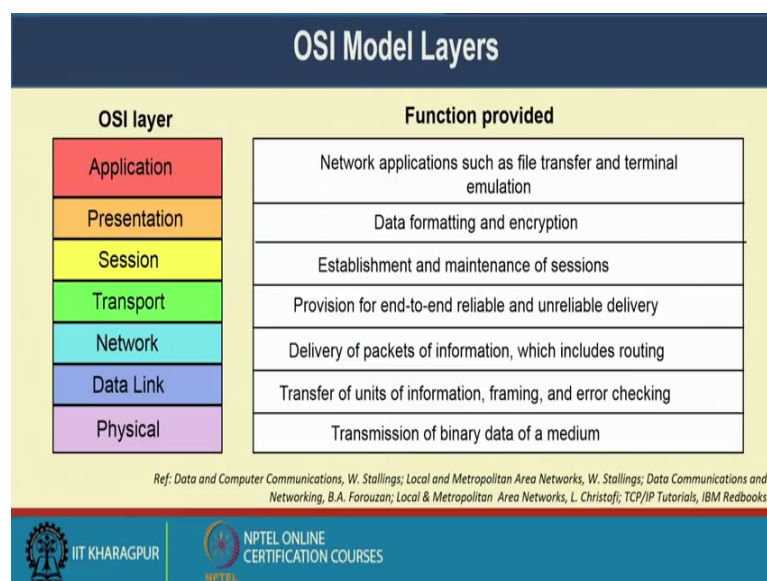 OSI Model Layers
OSI layer
Function provided
Application
Network applications such as file transfer and terminal
emulation
Presentation
Data formatting and encryption
Session
Establishment and maintenance of sessions
Transport
Provision for end-to-end reliable and unreliable delivery
Network
Delivery of packets of information, which includes routing
Data Link
Transfer of units of information, framing, and error checking
Physical
Transmission of binary data of a medium
Ref: Data and Computer Communications, W. Stallings; Local and Metropolitan Area Networks, W. Stallings; Data Communications and
Networking, B.A. Forouzan; Local & Metropolitan Area Networks, L. Christofi; TCP/IP Tutorials, IBM Redbooks
IIT KHARAGPUR
NPTEL ONLINE
CERTIFICATION COURSES
NPTEL